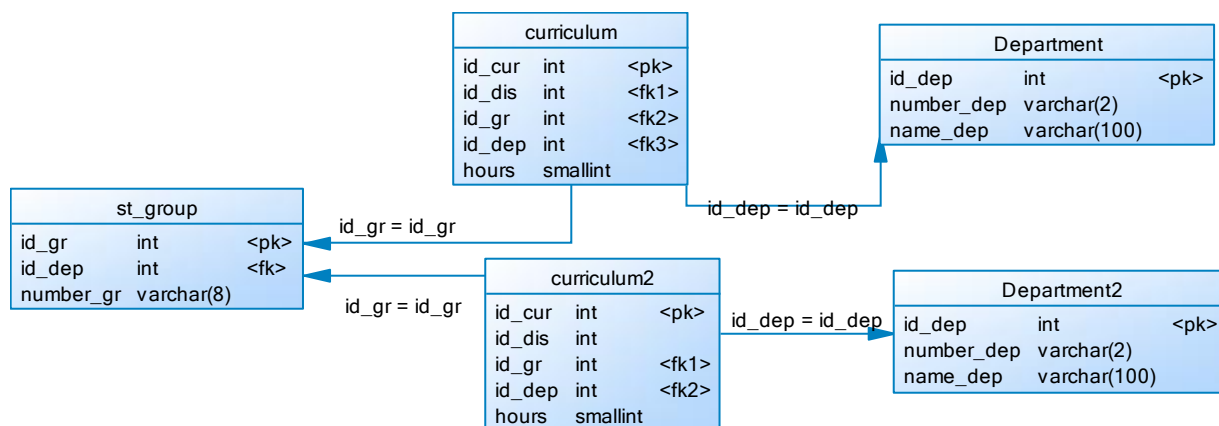 curriculum
id_cur int <pk>
id_dis int <fk1>
id_gr int <fk2>
id_dep int <fk3>
hours smallint
Department
id_dep int <pk>
number_dep varchar(2)
name_dep varchar(100)
id_dep = id_dep
st_group
id_gr int <pk>
id_dep int <fk>
number_gr varchar(8)
id_gr = id_gr
id_gr = id_gr
curriculum2
id_cur int <pk>
id_dis int
id_gr int <fk1>
id_dep int <fk2>
hours smallint
id_dep = id_dep
Department2
id_dep int <pk>
number_dep varchar(2)
name_dep varchar(100)